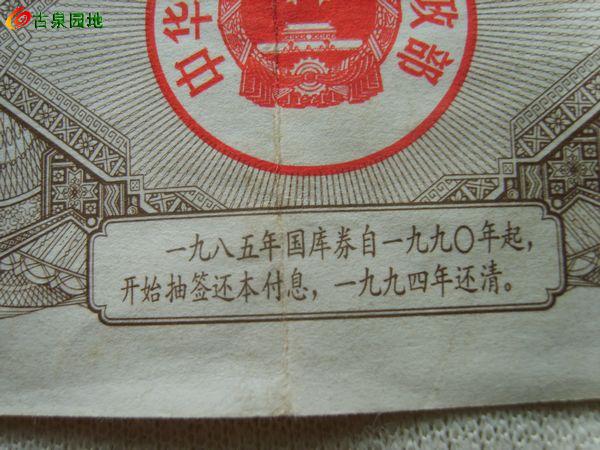 古泉园地
中华 政部
一九八五年国库券自一九九〇年起，
开始抽签还本付息，一九九四年还清。